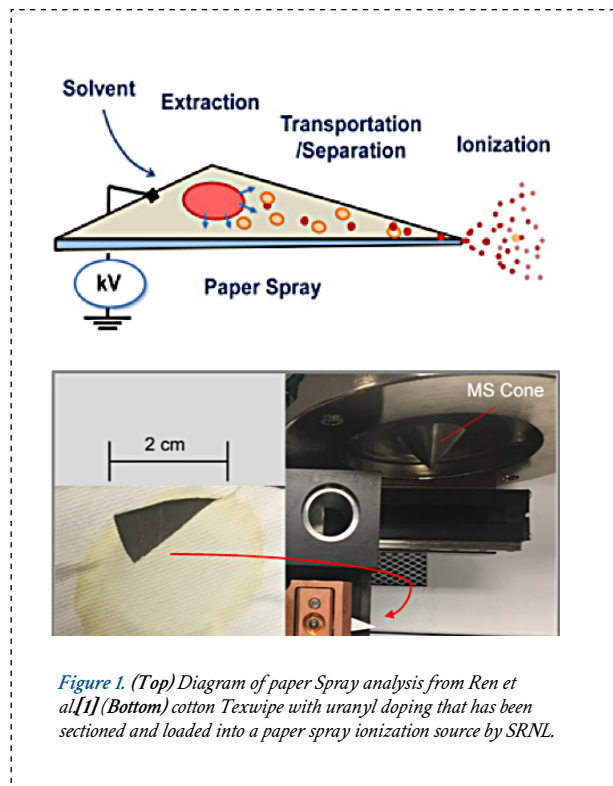 Solvent
Extraction
Transportation
/Separation
Ionization
kV
Paper Spray
MS Cone
2 cm
Figure 1. (Top) Diagram of paper Spray analysis from Ren et
al.[1] (Bottom) cotton Texwipe with uranyl doping that has been
sectioned and loaded into a paper spray ionization source by SRNL.